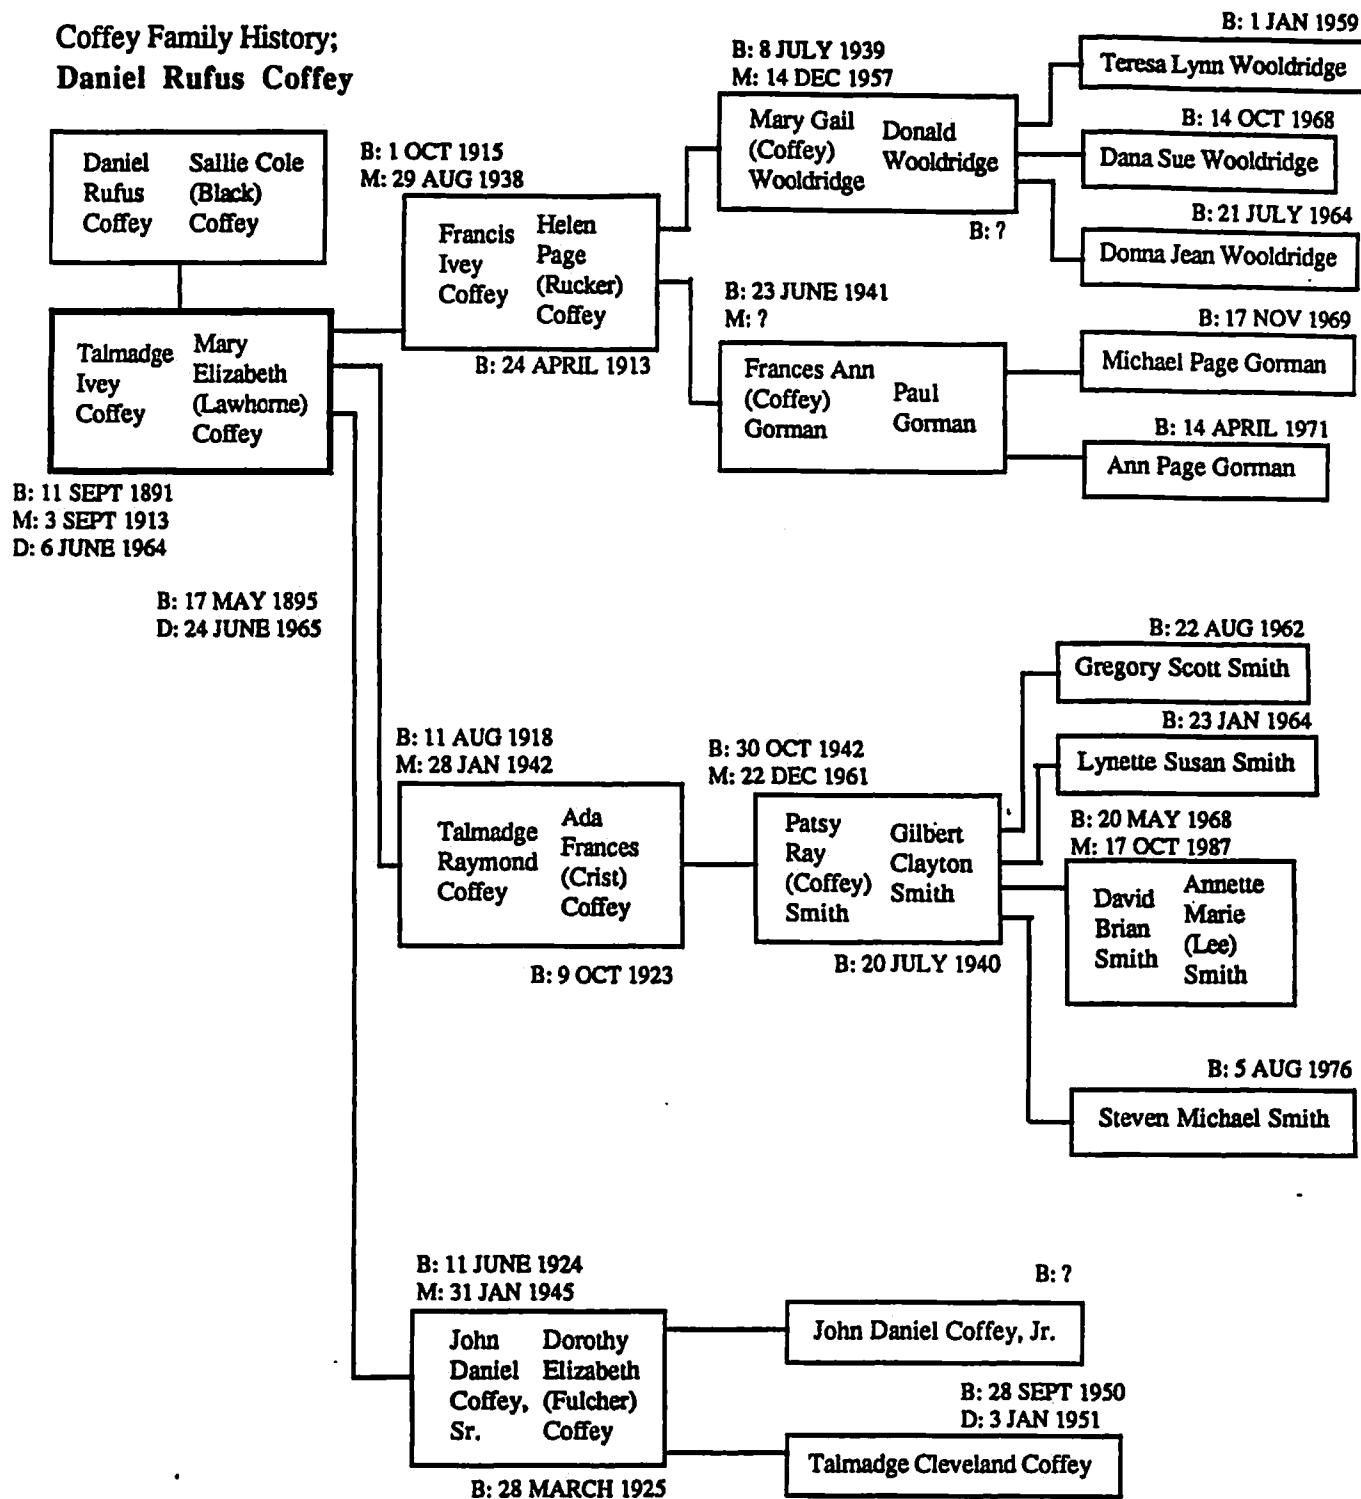 Coffey Family History;
Daniel Rufus Coffey
Daniel
Rufus
Coffey
Sallie Cole
(Black)
Coffey
Talmadge
Ivey
Coffey
Mary
Elizabeth
(Lawhorne)
Coffey
B: 11 SEPT 1891
M: 3 SEPT 1913
D: 6 JUNE 1964
B: 17 MAY 1895
D: 24 JUNE 1965
B: 1 OCT 1915
M: 29 AUG 1938
Francis
Ivey
Coffey
Helen
Page
(Rucker)
Coffey
B: 24 APRIL 1913
B: 8 JULY 1939
M: 14 DEC 1957
Mary Gail
(Coffey)
Wooldridge
Donald
Wooldridge
B: ?
B: 1 JAN 1959
Teresa Lynn Wooldridge
B: 14 OCT 1968
Dana Sue Wooldridge
B: 21 JULY 1964
Donna Jean Wooldridge
B: 23 JUNE 1941
M: ?
Frances Ann
(Coffey)
Gorman
Paul
Gorman
B: 17 NOV 1969
Michael Page Gorman
B: 14 APRIL 1971
Ann Page Gorman
B: 11 AUG 1918
M: 28 JAN 1942
Talmadge
Raymond
Coffey
Ada
Frances
(Crist)
Coffey
B: 9 OCT 1923
B: 30 OCT 1942
M: 22 DEC 1961
Patsy
Ray
(Coffey)
Smith
Gilbert
Clayton
Smith
B: 20 JULY 1940
B: 22 AUG 1962
Gregory Scott Smith
B: 23 JAN 1964
Lynette Susan Smith
B: 20 MAY 1968
M: 17 OCT 1987
David
Brian
Smith
Annette
Marie
(Lee)
Smith
B: 5 AUG 1976
Steven Michael Smith
B: 11 JUNE 1924
M: 31 JAN 1945
John
Daniel
Coffey,
Sr.
Dorothy
Elizabeth
(Fulcher)
Coffey
B: 28 MARCH 1925
B: ?
John Daniel Coffey, Jr.
B: 28 SEPT 1950
D: 3 JAN 1951
Talmadge Cleveland Coffey